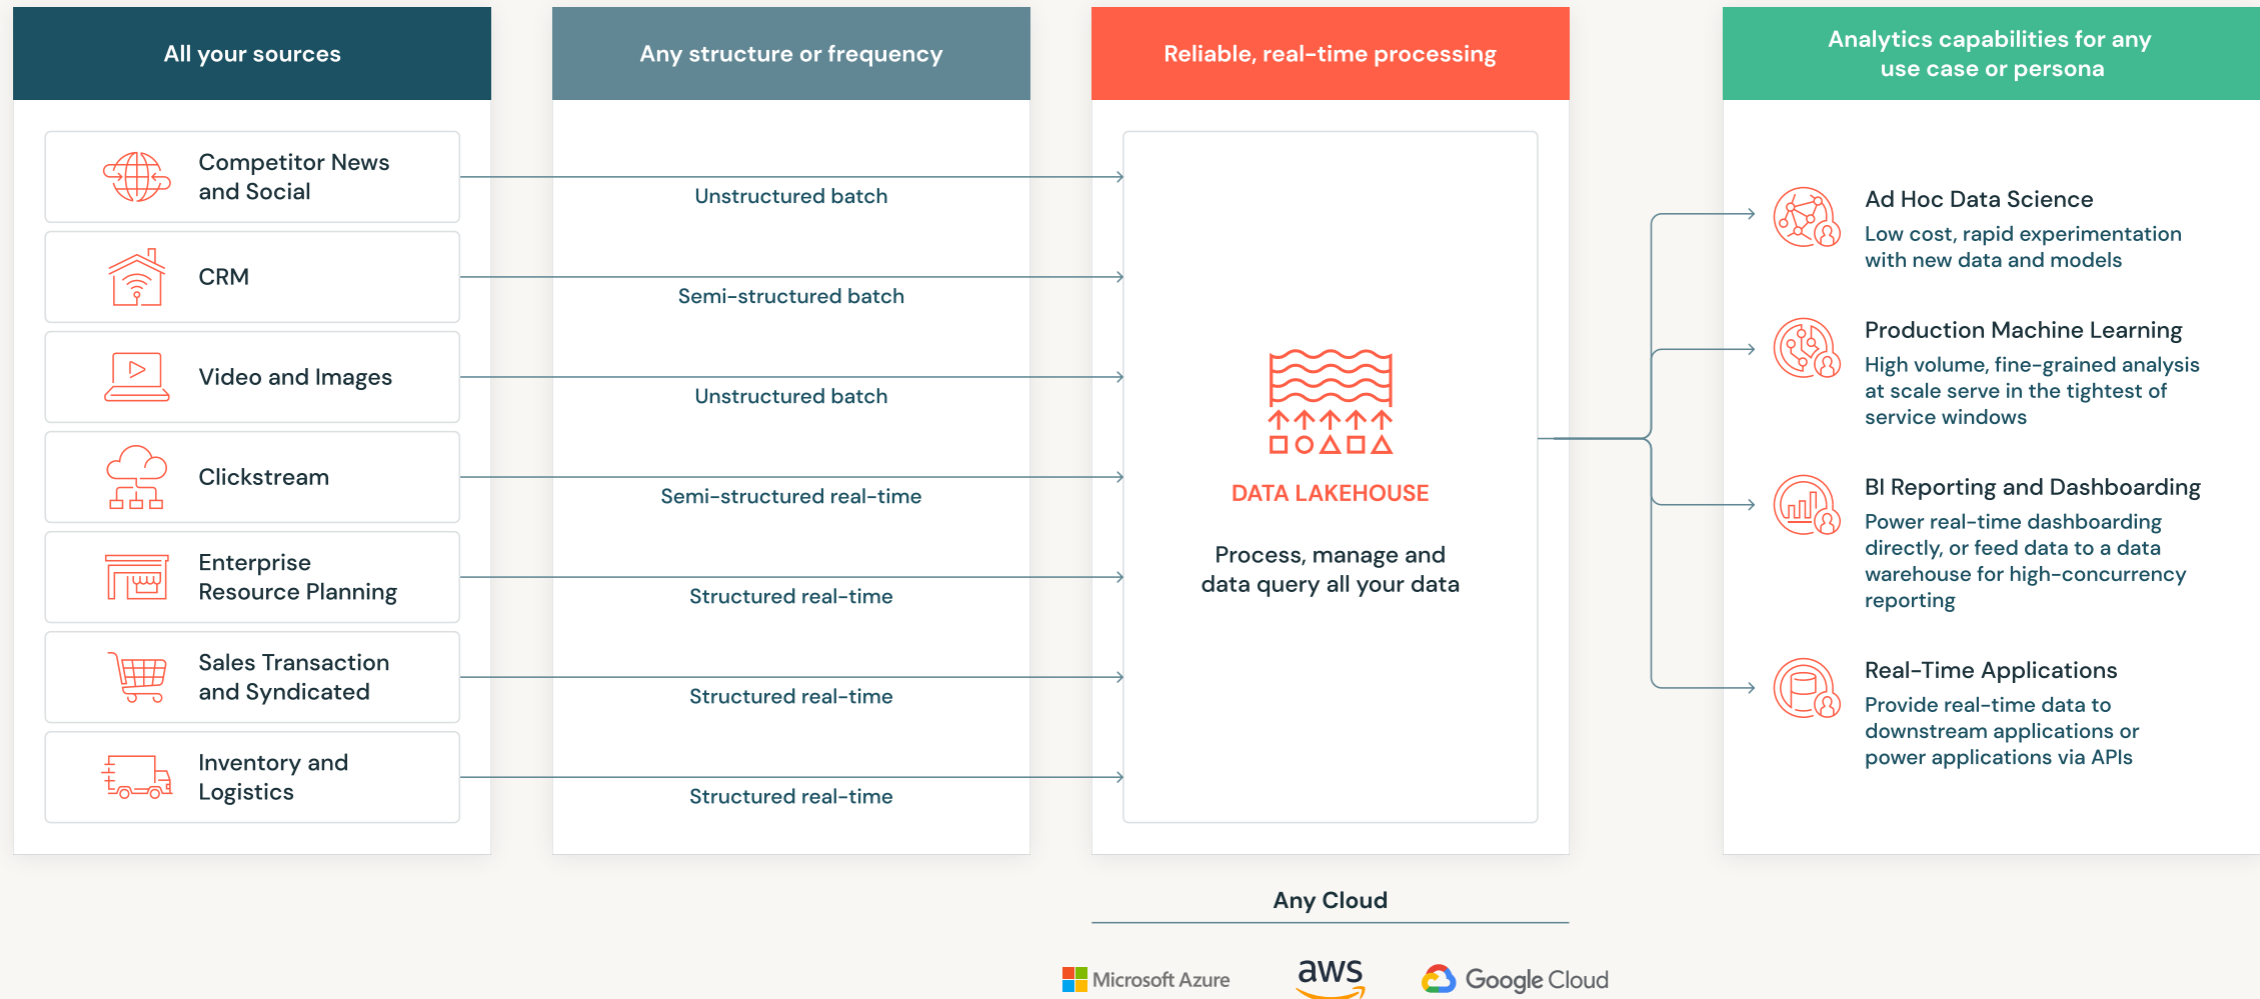 All your sources
Any structure or frequency
Reliable, real-time processing
Analytics capabilities for any
use case or persona
Competitor News
and Social
Unstructured batch
CRM
Semi-structured batch
Video and Images
Unstructured batch
Clickstream
Semi-structured real-time
Enterprise
Resource Planning
Structured real-time
Sales Transaction
and Syndicated
Structured real-time
Inventory and
Logistics
Structured real-time
DATA LAKEHOUSE
Process, manage and
data query all your data
Ad Hoc Data Science
Low cost, rapid experimentation
with new data and models
Production Machine Learning
High volume, fine-grained analysis
at scale serve in the tightest of
service windows
BI Reporting and Dashboarding
Power real-time dashboarding
directly, or feed data to a data
warehouse for high-concurrency
reporting
Real-Time Applications
Provide real-time data to
downstream applications or
power applications via APIs
Any Cloud
Microsoft Azure
aws
Google Cloud